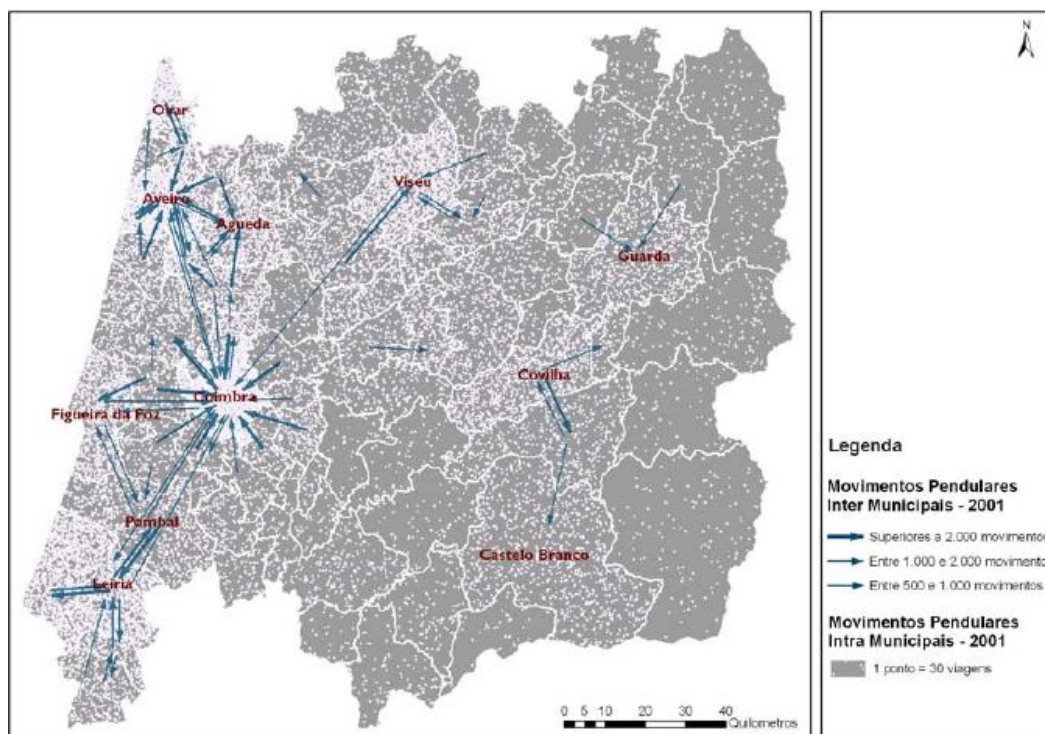 N
Ovar
Aveiro
Agueda
Viseu
Guarda
Coimbra
Covilha
Figueira da Foz
Pombal
Castelo Branco
Leiria
0 5 10 20 30 40
Quilometros
Legenda
Movimentos Pendulares
Inter Municipais - 2001
Superiores a 2.000 movimentos
Entre 1.000 e 2.000 movimento
Entre 500 e 1.000 movimentos
Movimentos Pendulares
Intra Municipais - 2001
1 ponto = 30 viagens